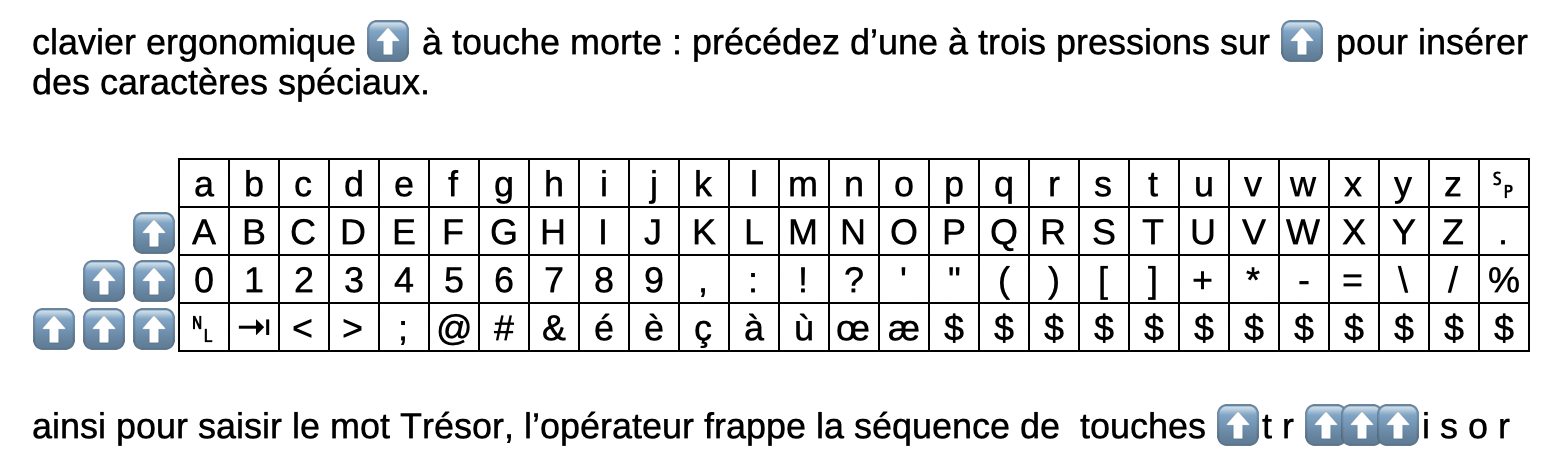 clavier ergonomique ⬆ à touche morte : précédez d’une à trois pressions sur ⬆ pour insérer
des caractères spéciaux.
a b c d e f g h i j k l m n o p q r s t u v w x y z ␠
⬆ A B C D E F G H I J K L M N O P Q R S T U V W X Y Z .
⬆ ⬆ 0 1 2 3 4 5 6 7 8 9 , : ! ? ' " ( ) [ ] + * - = \ / %
⬆ ⬆ ⬆ ␤ ⇥ < > ; @ # & é è ç à ù œ æ $ $ $ $ $ $ $ $ $ $ $ $
ainsi pour saisir le mot Trésor, l’opérateur frappe la séquence de touches ⬆ t r ⬆⬆⬆ i s o r